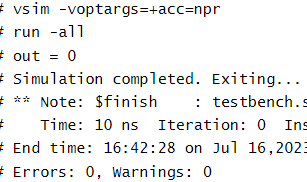 # vsim -voptargs=+acc=npr
# run -all
# out = 0
# Simulation completed. Exiting...
# ** Note: $finish    : testbench.s
#    Time: 10 ns  Iteration: 0  Ins
# End time: 16:42:28 on Jul 16,2023
# Errors: 0, Warnings: 0